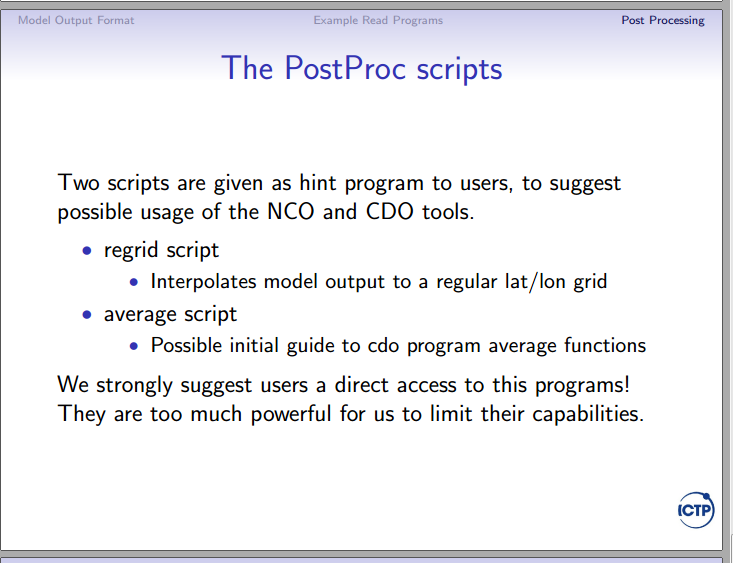 Model Output Format
Example Read Programs
Post Processing
The PostProc scripts
Two scripts are given as hint program to users, to suggest
possible usage of the NCO and CDO tools.
• regrid script
• Interpolates model output to a regular lat/lon grid
• average script
• Possible initial guide to cdo program average functions
We strongly suggest users a direct access to this programs!
They are too much powerful for us to limit their capabilities.
ICTP